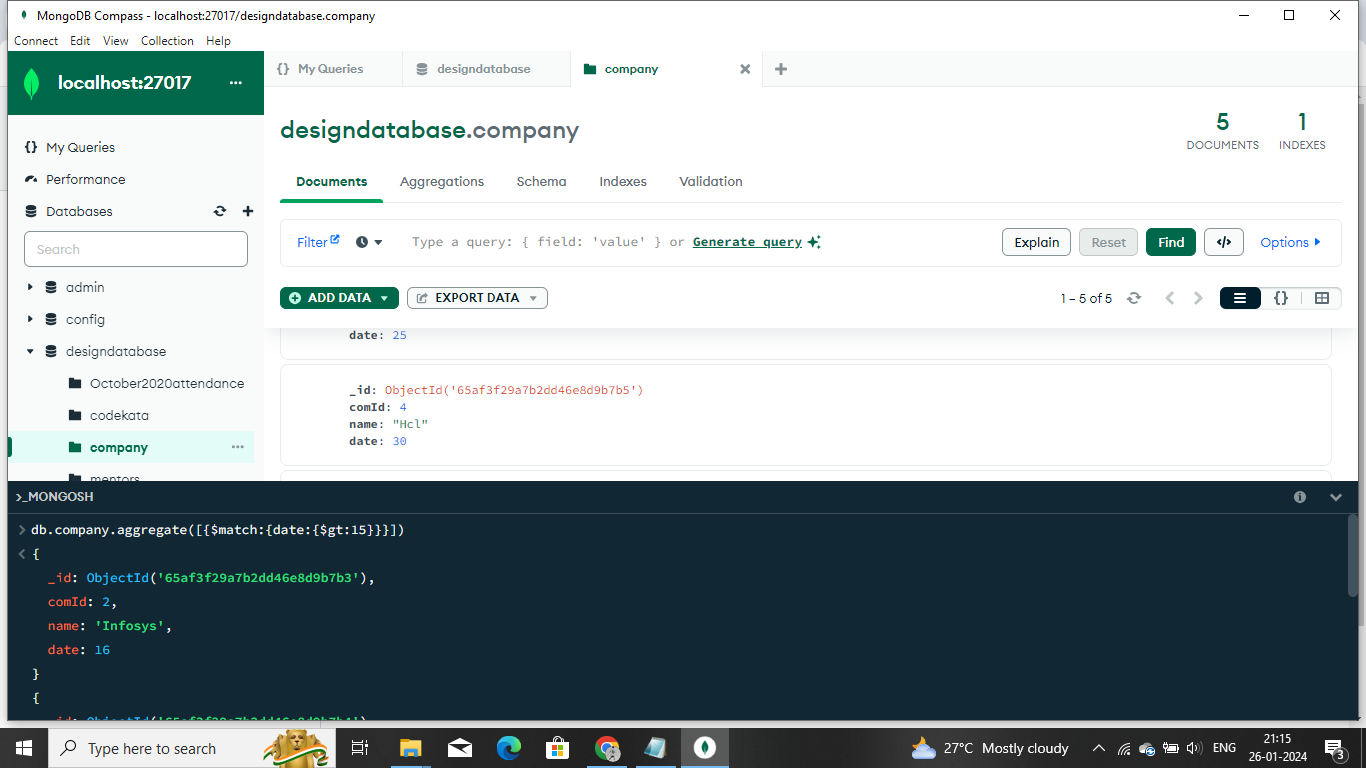 MongoDB Compass - localhost:27017/designdatabase.company
Connect Edit View Collection Help
localhost:27017 ...
{} My Queries
Performance
Databases
Search
admin
config
designdatabase
October2020attendance
codekata
company ...
mentors
{} My Queries
designdatabase
company
designdatabase.company
5
DOCUMENTS
1
INDEXES
Documents Aggregations Schema Indexes Validation
Filter Type a query: { field: 'value' } or Generate query Explain Reset Find </> Options
ADD DATA EXPORT DATA 1 – 5 of 5 {}
date: 25
_id: ObjectId('65af3f29a7b2dd46e8d9b7b5')
comId: 4
name: "Hcl"
date: 30
>_MONGOSH
> db.company.aggregate([{$match:{date:{$gt:15}}}])
< {
_id: ObjectId('65af3f29a7b2dd46e8d9b7b3'),
comId: 2,
name: 'Infosys',
date: 16
}
{
_id: ObjectId('65af3f29a7b2dd46e8d9b7b4')
Type here to search
27°C Mostly cloudy
ENG
21:15
26-01-2024
3